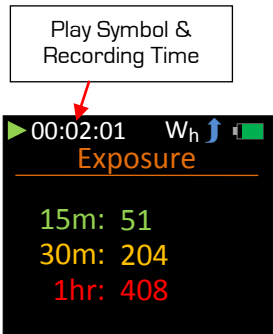 Play Symbol &
Recording Time
00:02:01 Wh
Exposure
15m: 51
30m: 204
1hr: 408